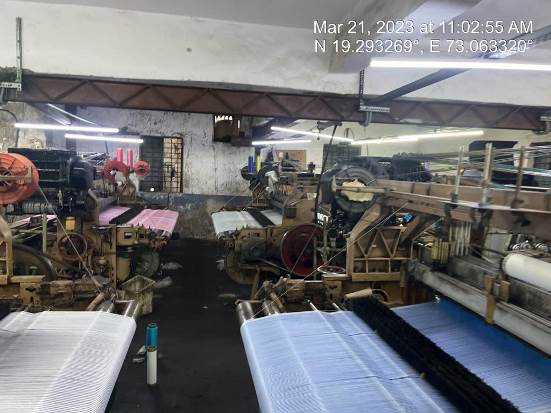 Mar 21, 2023 at 11:02:55 AM
N 19.293269°, E 73.063320°